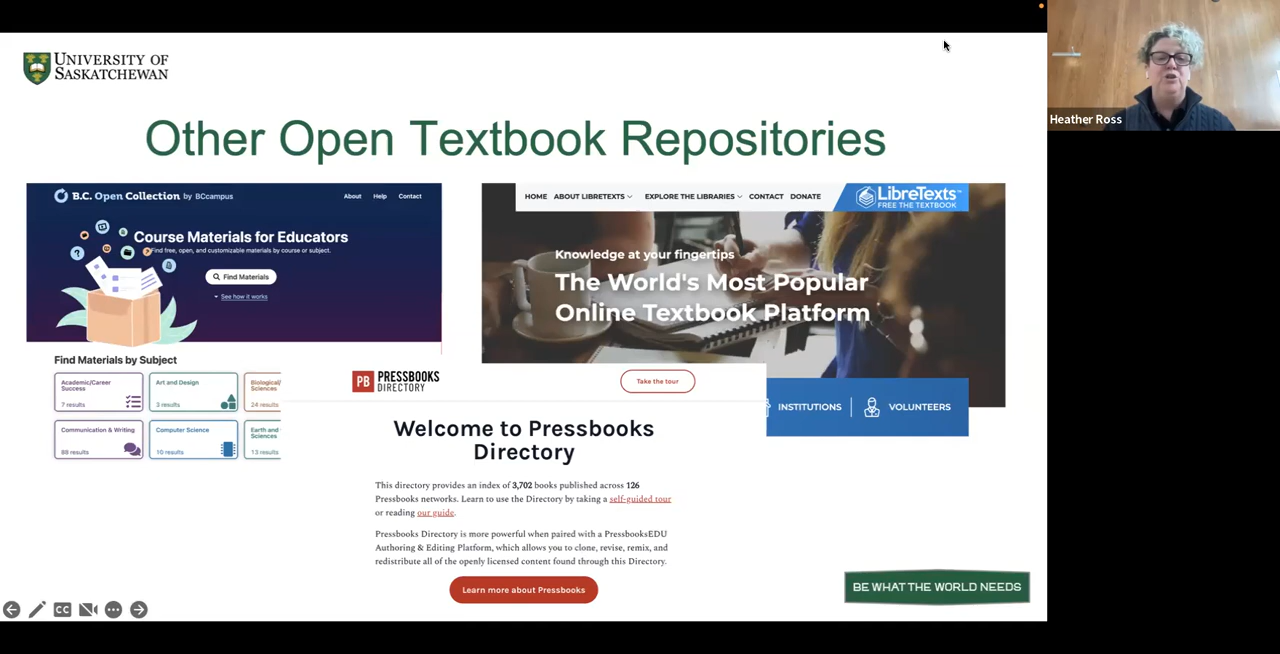 UNIVERSITY OF
SASKATCHEWAN
Heather Ross
Other Open Textbook Repositories
B.C. Open Collection by BCcampus
About Help Contact
Course Materials for Educators
Find free, open, and customizable materials by course or subject.
Find Materials
See how it works
Find Materials by Subject
Academic/Career
Success
7 results
Art and Design
3 results
Biological/
Sciences
24 results
Communication & Writing
88 results
Computer Science
10 results
Earth and
Sciences
13 results
HOME ABOUT LIBRETEXTS EXPLORE THE LIBRARIES CONTACT DONATE
LibreTexts™
FREE THE TEXTBOOK
Knowledge at your fingertips
The World's Most Popular
Online Textbook Platform
INSTITUTIONS VOLUNTEERS
PB PRESSBOOKS
DIRECTORY
Take the tour
Welcome to Pressbooks
Directory
This directory provides an index of 3,702 books published across 126
Pressbooks networks. Learn to use the Directory by taking a self-guided tour
or reading our guide.
Pressbooks Directory is more powerful when paired with a PressbooksEDU
Authoring & Editing Platform, which allows you to clone, revise, remix, and
redistribute all of the openly licensed content found through this Directory.
Learn more about Pressbooks
BE WHAT THE WORLD NEEDS
CC